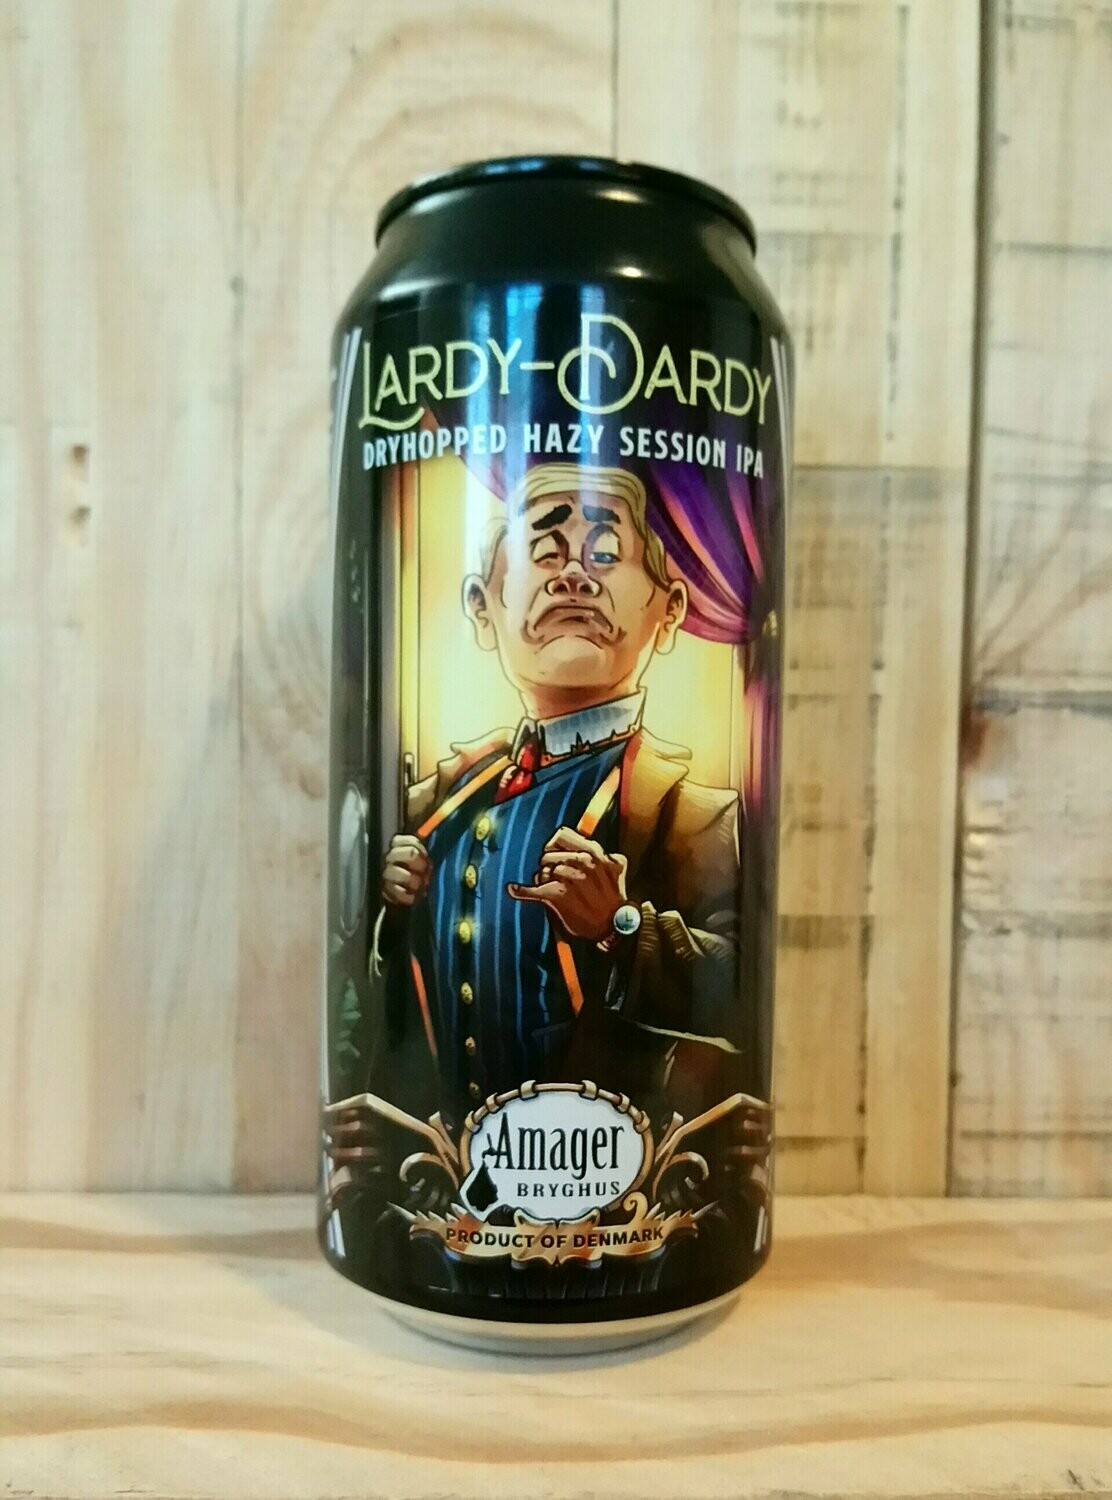 LARDY-DARDY
DRYHOPPED HAZY SESSION IPA
Amager
BRYGHUS
PRODUCT OF DENMARK